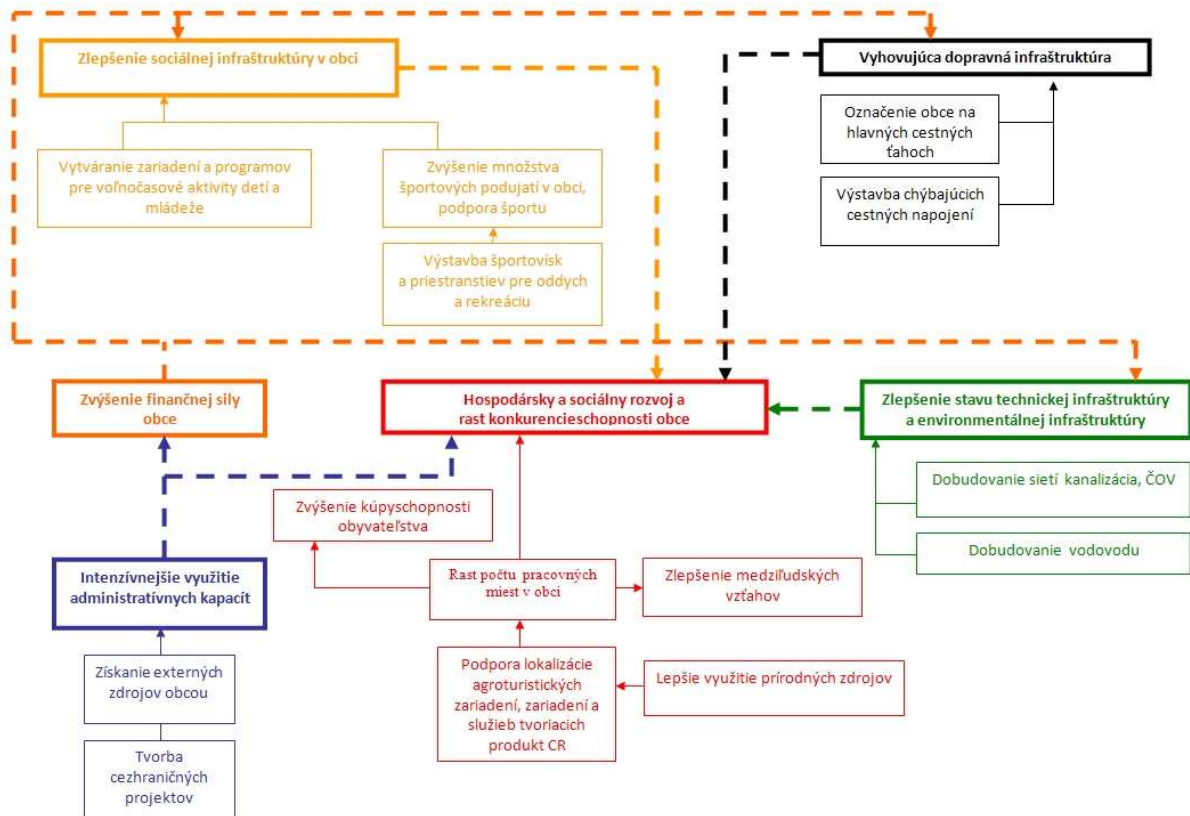 Zlepšenie sociálnej infraštruktúry v obci
Vyhovujúca dopravná infraštruktúra
Označenie obce na
hlavných cestných
ťahoch
Výstavba chýbajúcich
cestných napojení
Vytváranie zariadení a programov
pre voľnočasové aktivity detí a
mládeže
Zvýšenie množstva
športových podujatí v obci,
podpora športu
Výstavba športovísk
a priestranstiev pre oddych
a rekreáciu
Zvýšenie finančnej sily
obce
Hospodársky a sociálny rozvoj a
rast konkurencieschopnosti obce
Zlepšenie stavu technickej infraštruktúry
a environmentálnej infraštruktúry
Dobudovanie sietí kanalizácia, ČOV
Dobudovanie vodovodu
Zvýšenie kúpyschopnosti
obyvateľstva
Intenzívnejšie využitie
administratívnych kapacít
Rast počtu pracovných
miest v obci
Zlepšenie medziľudských
vzťahov
Získanie externých
zdrojov obcou
Podpora lokalizácie
agroturistických
zariadení, zariadení a
služieb tvoriacich
produkt CR
Lepšie využitie prírodných zdrojov
Tvorba
cezhraničných
projektov